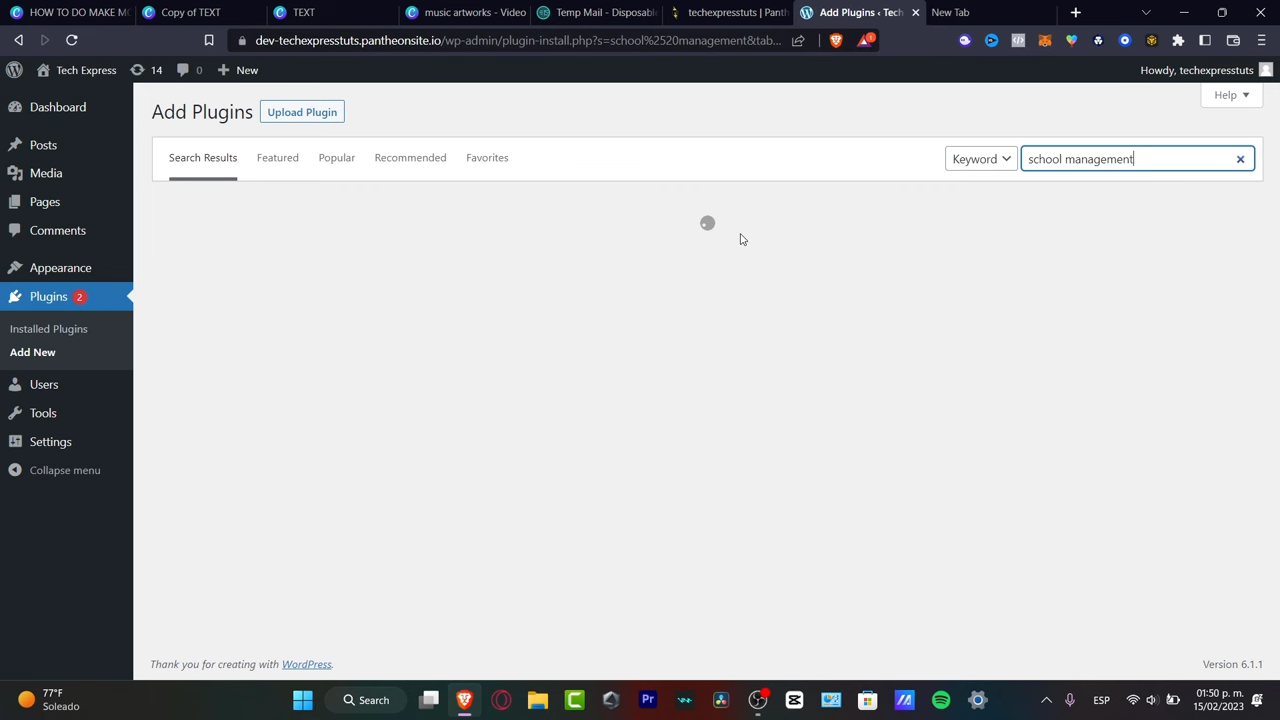 HOW TO DO MAKE MO
Copy of TEXT
TEXT
music artworks - Video
Temp Mail - Disposable
techexpresstuts | Panth
Add Plugins ‹ Tech
New Tab
dev-techexpresstuts.pantheonsite.io/wp-admin/plugin-install.php?s=school%2520management&tab...
Tech Express
14
0
New
Howdy, techexpresstuts
Dashboard
Posts
Media
Pages
Comments
Appearance
Plugins 2
Installed Plugins
Add New
Users
Tools
Settings
Collapse menu
Help
Add Plugins
Upload Plugin
Search Results
Featured
Popular
Recommended
Favorites
Keyword
school management
Thank you for creating with WordPress.
Version 6.1.1
77°F
Soleado
Search
ESP
01:50 p. m.
15/02/2023